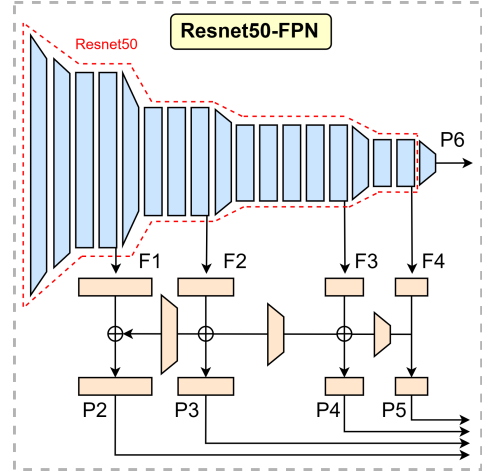 Resnet50-FPN
Resnet50
P6
F1 F2 F3 F4
P2 P3 P4 P5